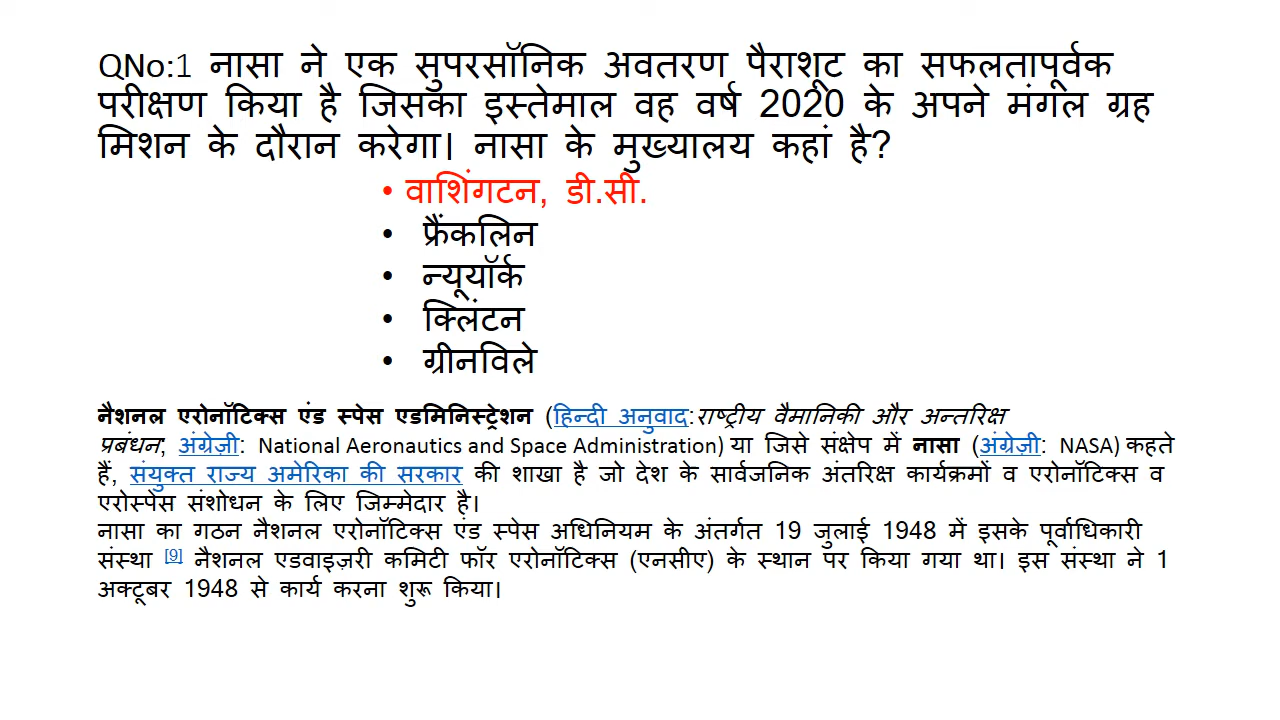 QNo:1 नासा ने एक सुपरसॉनिक अवतरण पैराशूट का सफलतापूर्वक
परीक्षण किया है जिसका इस्तेमाल वह वर्ष 2020 के अपने मंगल ग्रह
मिशन के दौरान करेगा। नासा के मुख्यालय कहां है?
• वाशिंगटन, डी.सी.
• फ्रैंकलिन
• न्यूयॉर्क
• क्लिंटन
• ग्रीनविले
नैशनल एरोनॉटिक्स एंड स्पेस एडमिनिस्ट्रेशन (हिन्दी अनुवाद:राष्ट्रीय वैमानिकी और अन्तरिक्ष
प्रबंधन; अंग्रेज़ी: National Aeronautics and Space Administration) या जिसे संक्षेप में नासा (अंग्रेज़ी: NASA) कहते
हैं, संयुक्त राज्य अमेरिका की सरकार की शाखा है जो देश के सार्वजनिक अंतरिक्ष कार्यक्रमों व एरोनॉटिक्स व
एरोस्पेस संशोधन के लिए जिम्मेदार है।
नासा का गठन नैशनल एरोनॉटिक्स एंड स्पेस अधिनियम के अंतर्गत 19 जुलाई 1948 में इसके पूर्वाधिकारी
संस्था [9] नैशनल एडवाइज़री कमिटी फॉर एरोनॉटिक्स (एनसीए) के स्थान पर किया गया था। इस संस्था ने 1
अक्टूबर 1948 से कार्य करना शुरू किया।